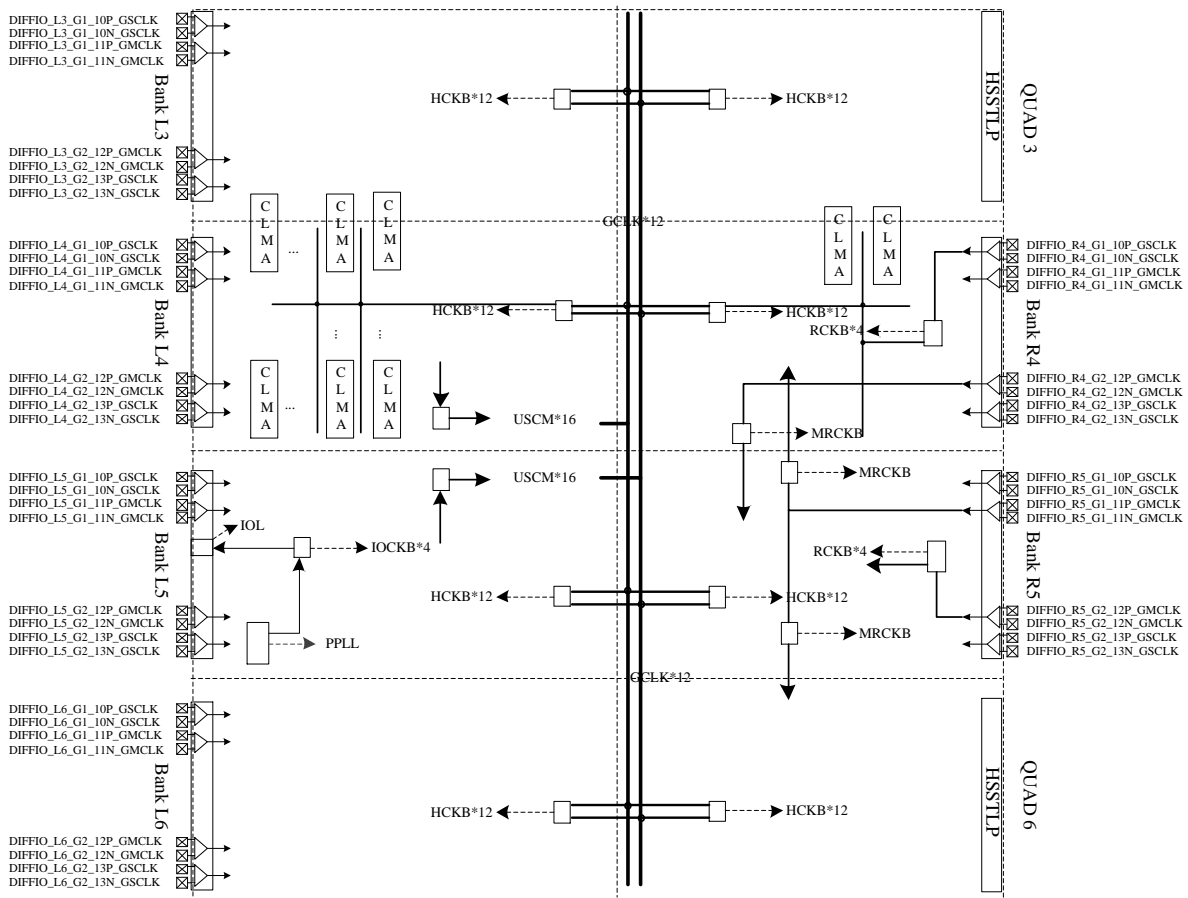 DIFFIO_L3_G1_10P_GSCLK
DIFFIO_L3_G1_10N_GSCLK
DIFFIO_L3_G1_11P_GMCLK
DIFFIO_L3_G1_11N_GMCLK
Bank L3
DIFFIO_L3_G2_12P_GMCLK
DIFFIO_L3_G2_12N_GMCLK
DIFFIO_L3_G2_13P_GSCLK
DIFFIO_L3_G2_13N_GSCLK
HCKB*12
HCKB*12
HSSTLP
QUAD 3
GCLK*12
CLMA
...
CLMA
CLMA
CLMA
CLMA
DIFFIO_L4_G1_10P_GSCLK
DIFFIO_L4_G1_10N_GSCLK
DIFFIO_L4_G1_11P_GMCLK
DIFFIO_L4_G1_11N_GMCLK
Bank L4
DIFFIO_L4_G2_12P_GMCLK
DIFFIO_L4_G2_12N_GMCLK
DIFFIO_L4_G2_13P_GSCLK
DIFFIO_L4_G2_13N_GSCLK
HCKB*12
HCKB*12
RCKB*4
...
...
CLMA
...
CLMA
CLMA
USCM*16
MRCKB
DIFFIO_R4_G1_10P_GSCLK
DIFFIO_R4_G1_10N_GSCLK
DIFFIO_R4_G1_11P_GMCLK
DIFFIO_R4_G1_11N_GMCLK
Bank R4
DIFFIO_R4_G2_12P_GMCLK
DIFFIO_R4_G2_12N_GMCLK
DIFFIO_R4_G2_13P_GSCLK
DIFFIO_R4_G2_13N_GSCLK
DIFFIO_L5_G1_10P_GSCLK
DIFFIO_L5_G1_10N_GSCLK
DIFFIO_L5_G1_11P_GMCLK
DIFFIO_L5_G1_11N_GMCLK
Bank L5
DIFFIO_L5_G2_12P_GMCLK
DIFFIO_L5_G2_12N_GMCLK
DIFFIO_L5_G2_13P_GSCLK
DIFFIO_L5_G2_13N_GSCLK
USCM*16
MRCKB
IOL
IOCKB*4
RCKB*4
HCKB*12
HCKB*12
PPLL
MRCKB
DIFFIO_R5_G1_10P_GSCLK
DIFFIO_R5_G1_10N_GSCLK
DIFFIO_R5_G1_11P_GMCLK
DIFFIO_R5_G1_11N_GMCLK
Bank R5
DIFFIO_R5_G2_12P_GMCLK
DIFFIO_R5_G2_12N_GMCLK
DIFFIO_R5_G2_13P_GSCLK
DIFFIO_R5_G2_13N_GSCLK
GCLK*12
DIFFIO_L6_G1_10P_GSCLK
DIFFIO_L6_G1_10N_GSCLK
DIFFIO_L6_G1_11P_GMCLK
DIFFIO_L6_G1_11N_GMCLK
Bank L6
DIFFIO_L6_G2_12P_GMCLK
DIFFIO_L6_G2_12N_GMCLK
DIFFIO_L6_G2_13P_GSCLK
DIFFIO_L6_G2_13N_GSCLK
HCKB*12
HCKB*12
HSSTLP
QUAD 6